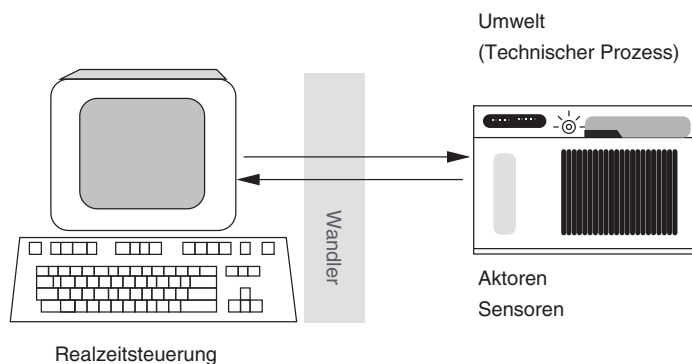 Umwelt
(Technischer Prozess)
Wandler
Aktoren
Sensoren
Realzeitsteuerung